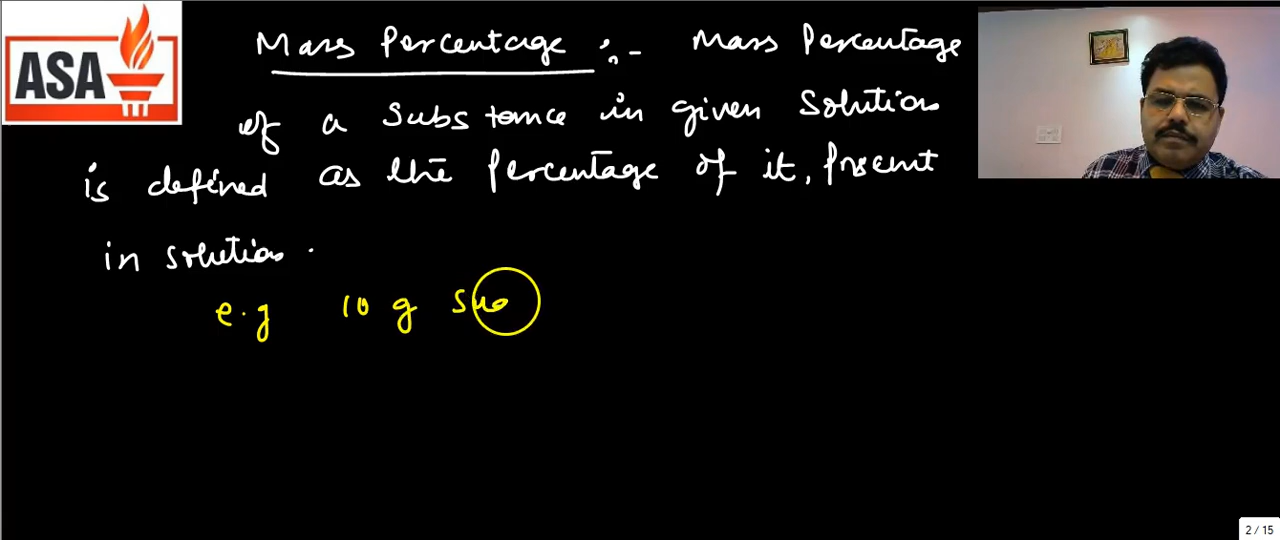 ASA
Mass Percentage :- Mass Percentage
of a substance in given solution
is defined as the percentage of it, present
in solution.
e.g 10 g
2 / 15